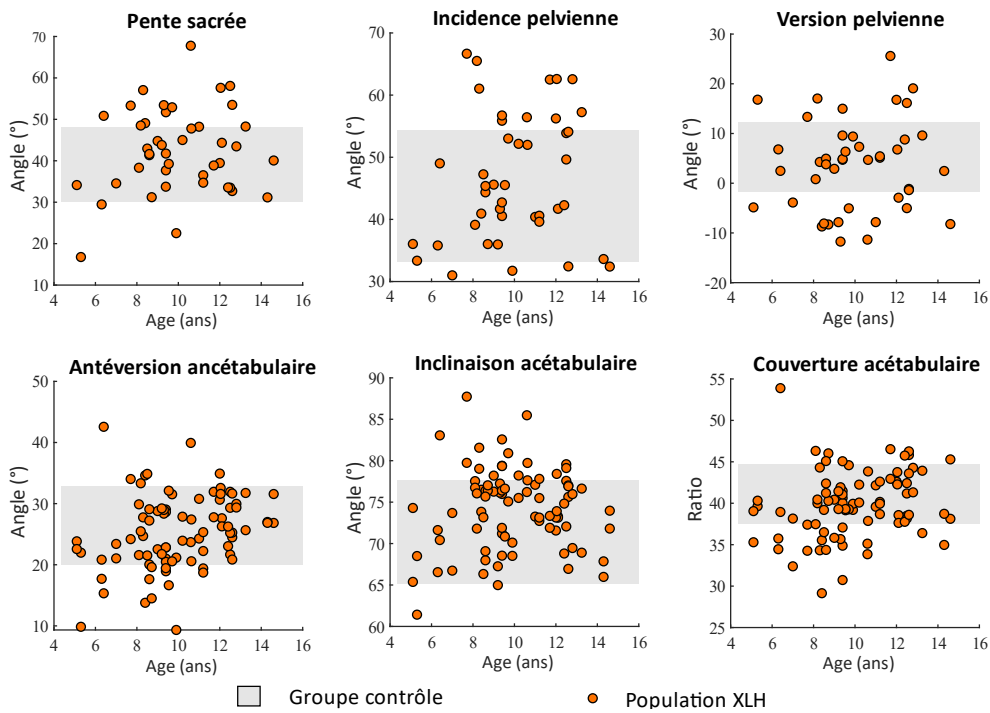 Pente sacrée
Incidence pelvienne
Version pelvienne
70
60
50
40
30
20
10
Angle (°)
4 6 8 10 12 14 16
Age (ans)
70
60
50
40
30
Angle (°)
4 6 8 10 12 14 16
Age (ans)
30
20
10
0
-10
-20
Angle (°)
4 6 8 10 12 14 16
Age (ans)
Antéversion ancétabulaire
Inclinaison acétabulaire
Couverture acétabulaire
50
40
30
20
10
Angle (°)
4 6 8 10 12 14 16
Age (ans)
90
85
80
75
70
65
60
Angle (°)
4 6 8 10 12 14 16
Age (ans)
55
50
45
40
35
30
25
Ratio
4 6 8 10 12 14 16
Age (ans)
Groupe contrôle
Population XLH